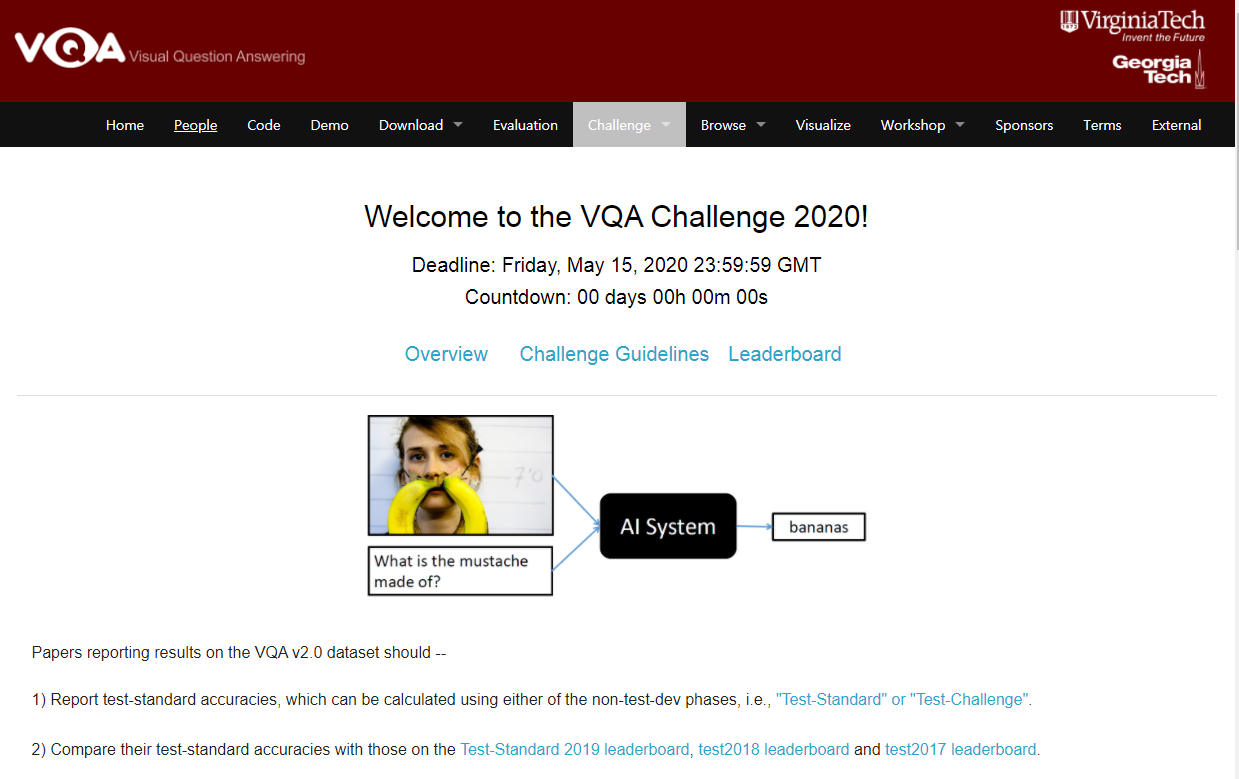 VQA Visual Question Answering
VirginiaTech
Invent the Future
Georgia
Tech
Home People Code Demo Download Evaluation Challenge Browse Visualize Workshop Sponsors Terms External
Welcome to the VQA Challenge 2020!
Deadline: Friday, May 15, 2020 23:59:59 GMT
Countdown: 00 days 00h 00m 00s
Overview Challenge Guidelines Leaderboard
What is the mustache
made of?
AI System
bananas
Papers reporting results on the VQA v2.0 dataset should --
1) Report test-standard accuracies, which can be calculated using either of the non-test-dev phases, i.e., "Test-Standard" or "Test-Challenge".
2) Compare their test-standard accuracies with those on the Test-Standard 2019 leaderboard, test2018 leaderboard and test2017 leaderboard.